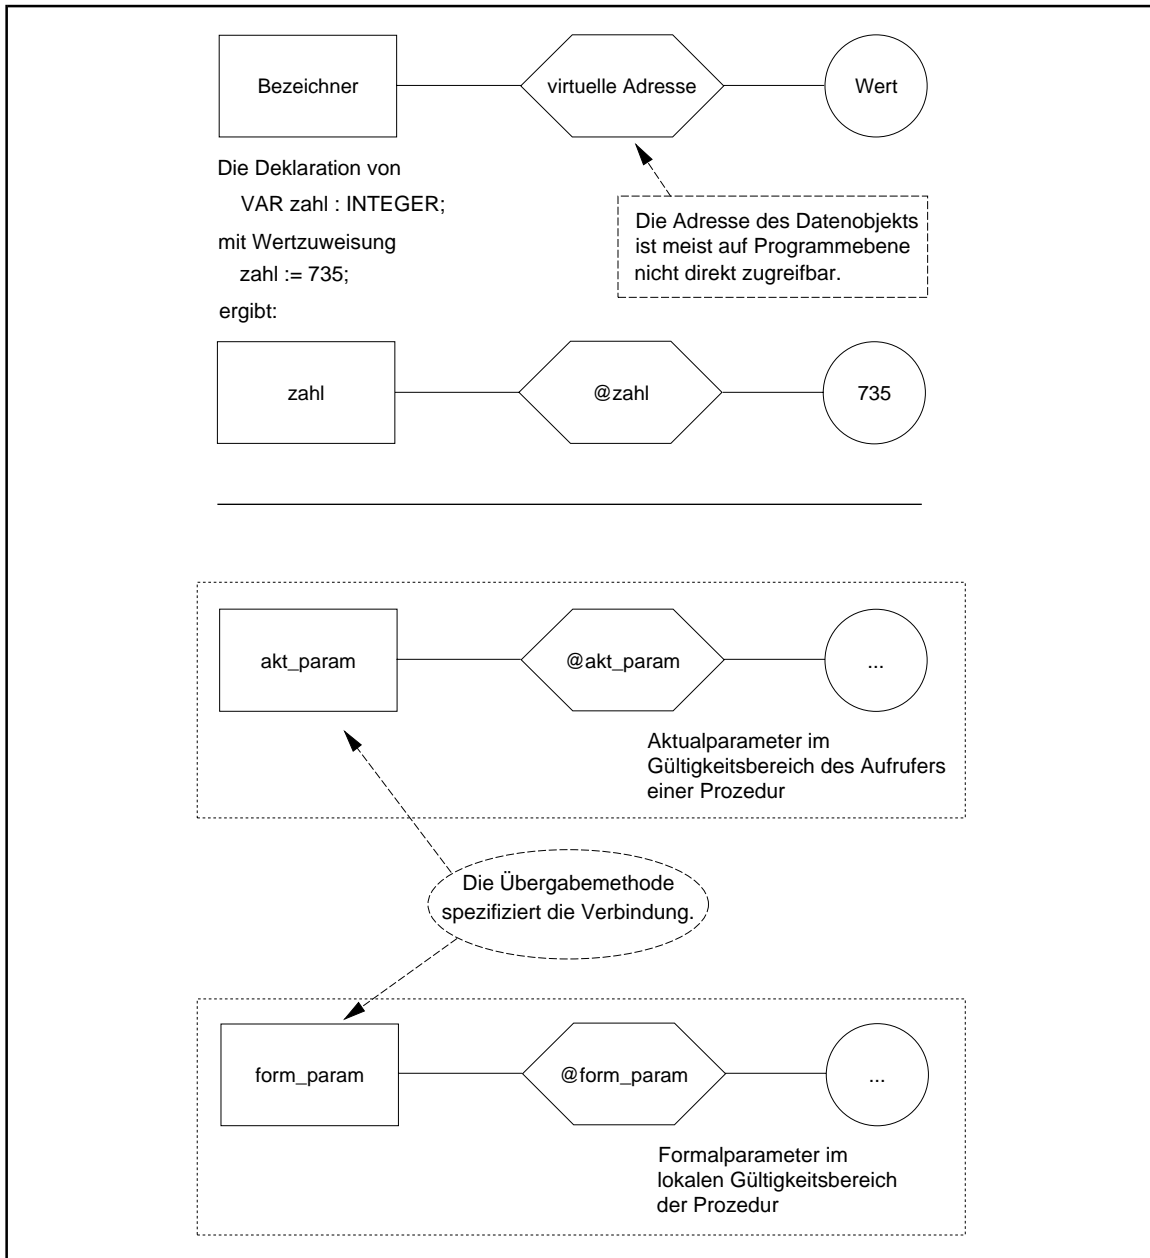 Bezeichner
virtuelle Adresse
Wert
Die Deklaration von
VAR zahl : INTEGER;
mit Wertzuweisung
zahl := 735;
ergibt:
Die Adresse des Datenobjekts
ist meist auf Programmebene
nicht direkt zugreifbar.
zahl
@zahl
735
akt_param
@akt_param
...
Aktualparameter im
Gültigkeitsbereich des Aufrufers
einer Prozedur
Die Übergabemethode
spezifiziert die Verbindung.
form_param
@form_param
...
Formalparameter im
lokalen Gültigkeitsbereich
der Prozedur